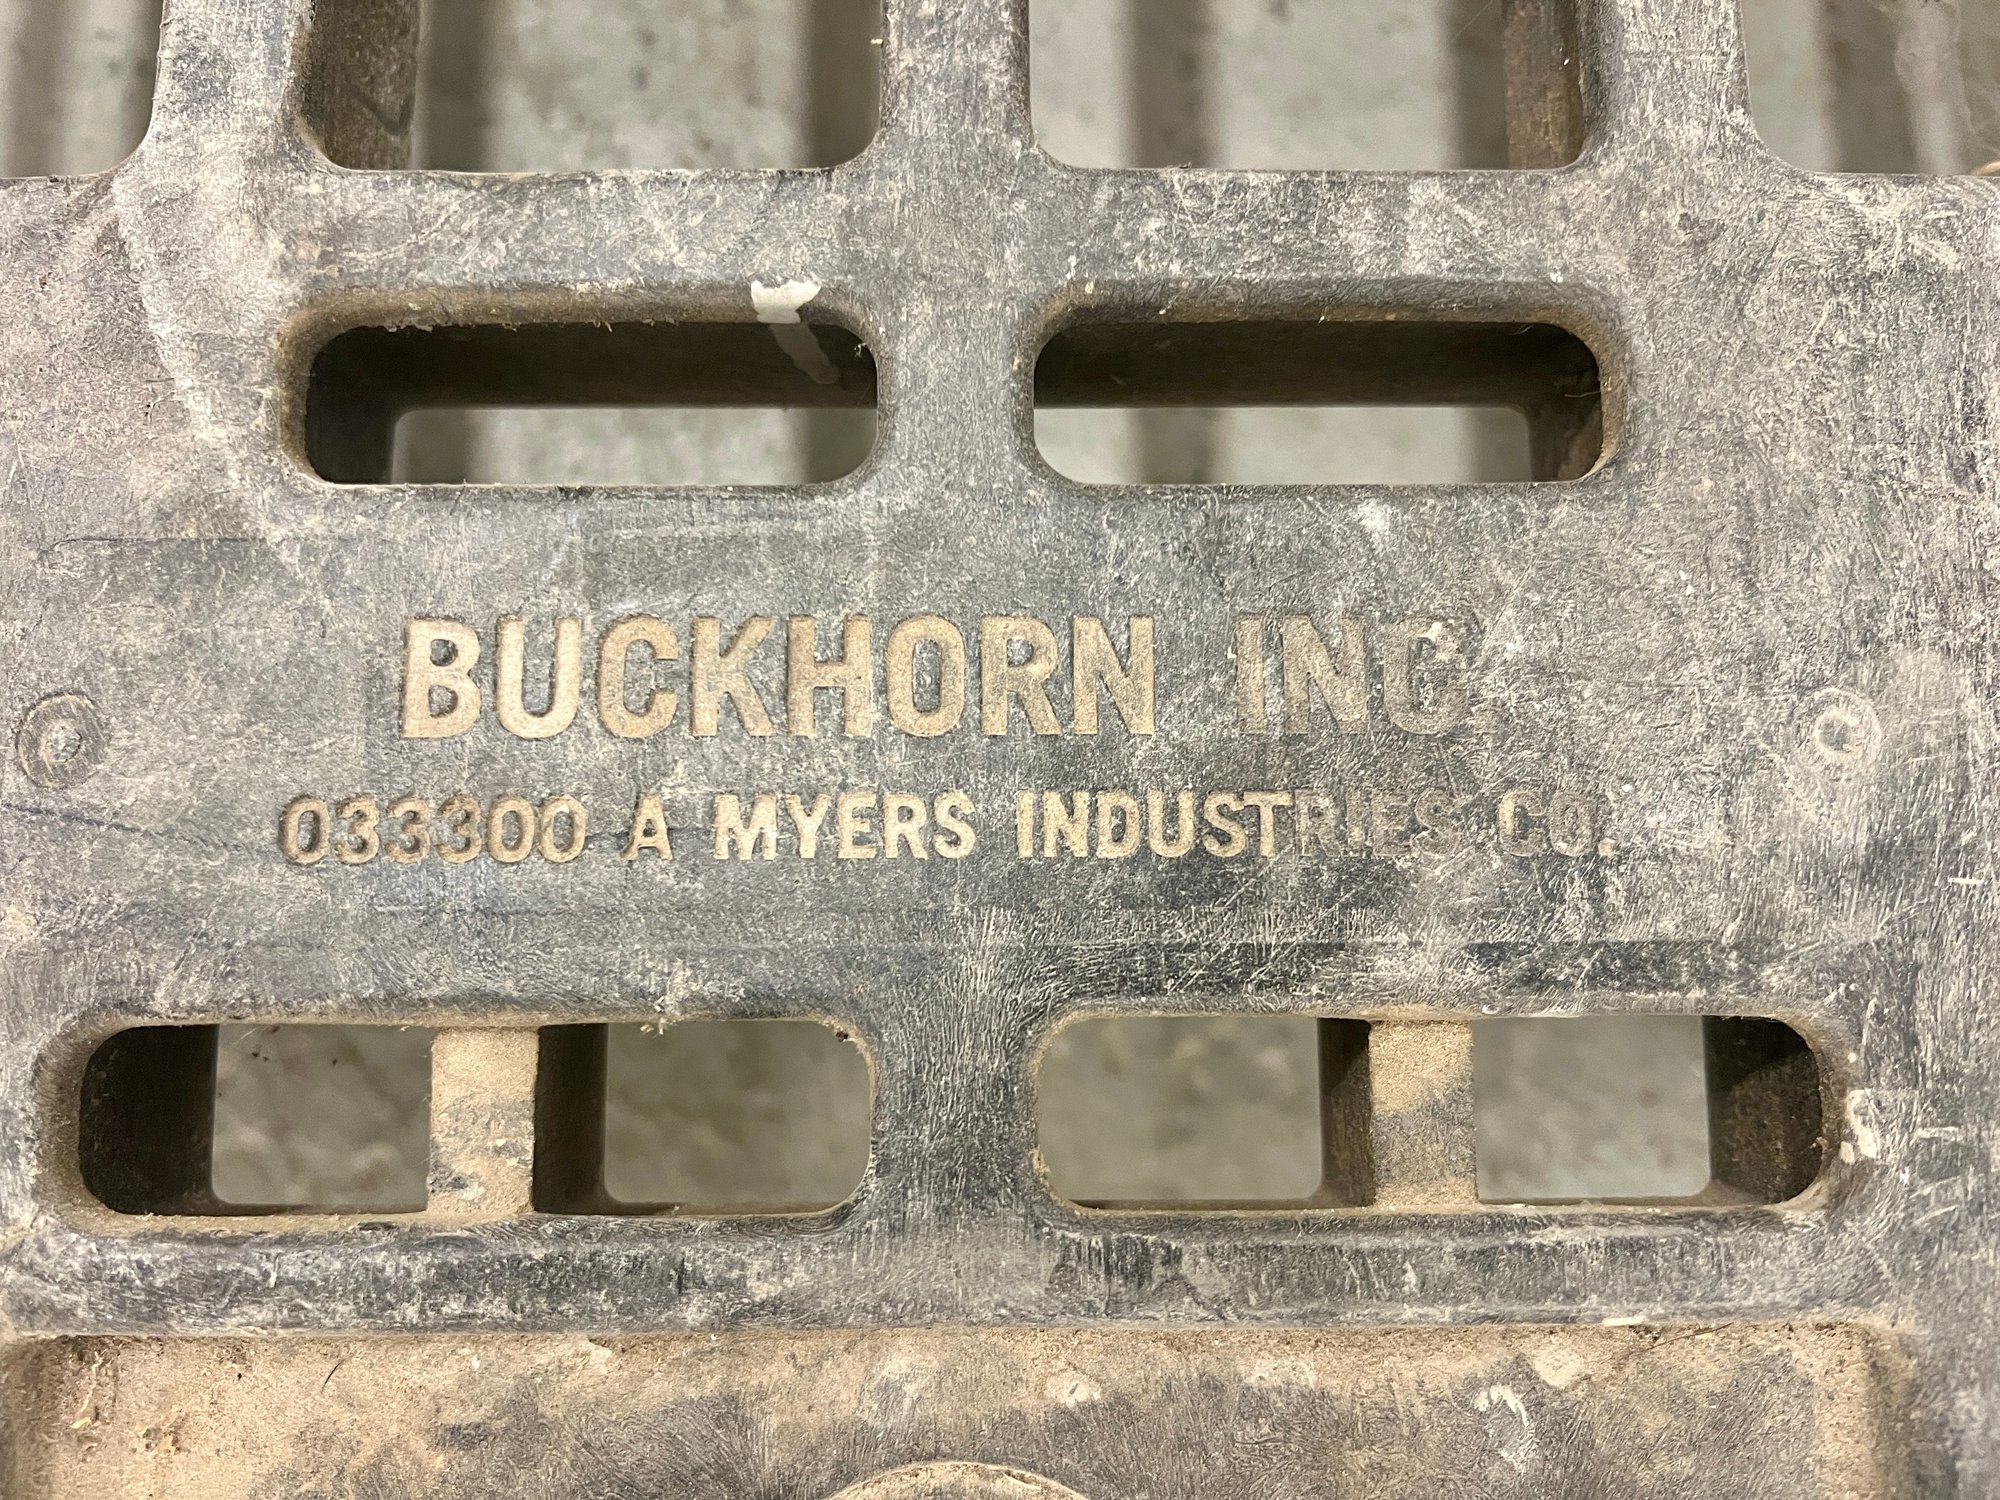 BUCKHORN INC.
033300 A MYERS INDUSTRIES CO.